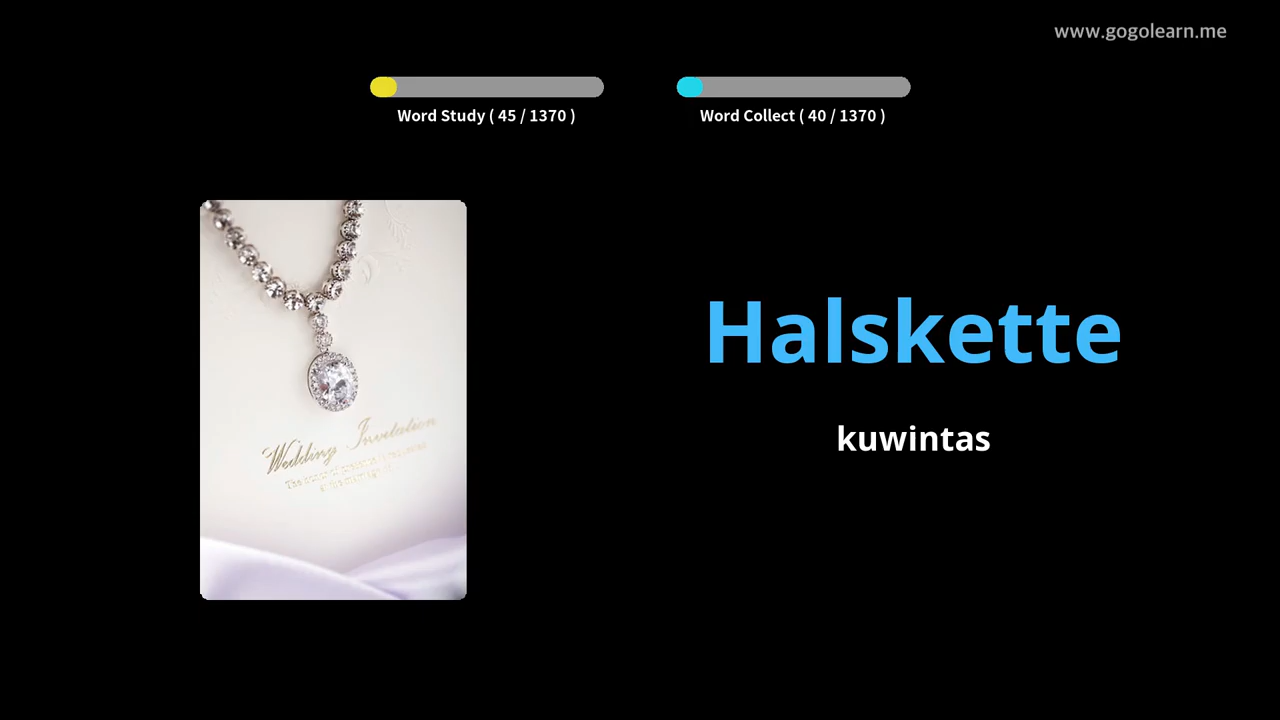 www.gogolearn.me
Word Study ( 45 / 1370 )
Word Collect ( 40 / 1370 )
Halskette
kuwintas
Wedding Invitation